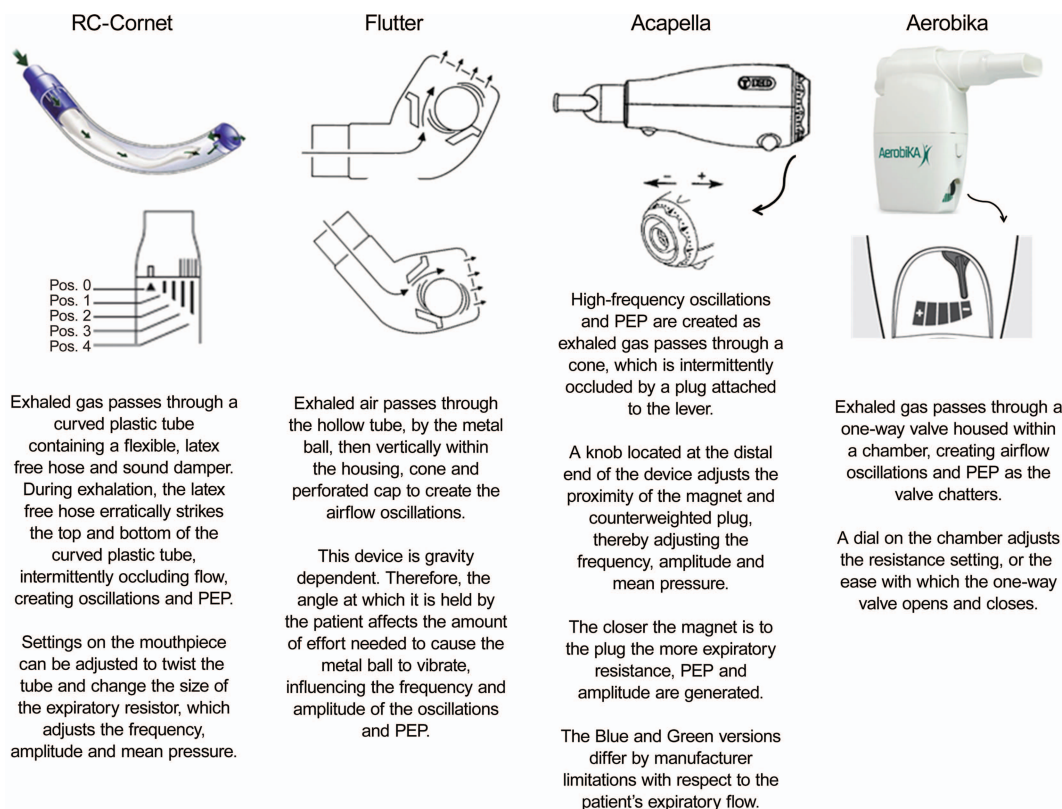 RC-Cornet
Pos. 0
Pos. 1
Pos. 2
Pos. 3
Pos. 4
Exhaled gas passes through a
curved plastic tube
containing a flexible, latex
free hose and sound damper.
During exhalation, the latex
free hose erratically strikes
the top and bottom of the
curved plastic tube,
intermittently occluding flow,
creating oscillations and PEP.
Settings on the mouthpiece
can be adjusted to twist the
tube and change the size of
the expiratory resistor, which
adjusts the frequency,
amplitude and mean pressure.
Flutter
Exhaled air passes through
the hollow tube, by the metal
ball, then vertically within
the housing, cone and
perforated cap to create the
airflow oscillations.
This device is gravity
dependent. Therefore, the
angle at which it is held by
the patient affects the amount
of effort needed to cause the
metal ball to vibrate,
influencing the frequency and
amplitude of the oscillations
and PEP.
Acapella
− +
High-frequency oscillations
and PEP are created as
exhaled gas passes through a
cone, which is intermittently
occluded by a plug attached
to the lever.
A knob located at the distal
end of the device adjusts the
proximity of the magnet and
counterweighted plug,
thereby adjusting the
frequency, amplitude and
mean pressure.
The closer the magnet is to
the plug the more expiratory
resistance, PEP and
amplitude are generated.
The Blue and Green versions
differ by manufacturer
limitations with respect to the
patient's expiratory flow.
Aerobika
AerobiKA
+ −
Exhaled gas passes through a
one-way valve housed within
a chamber, creating airflow
oscillations and PEP as the
valve chatters.
A dial on the chamber adjusts
the resistance setting, or the
ease with which the one-way
valve opens and closes.